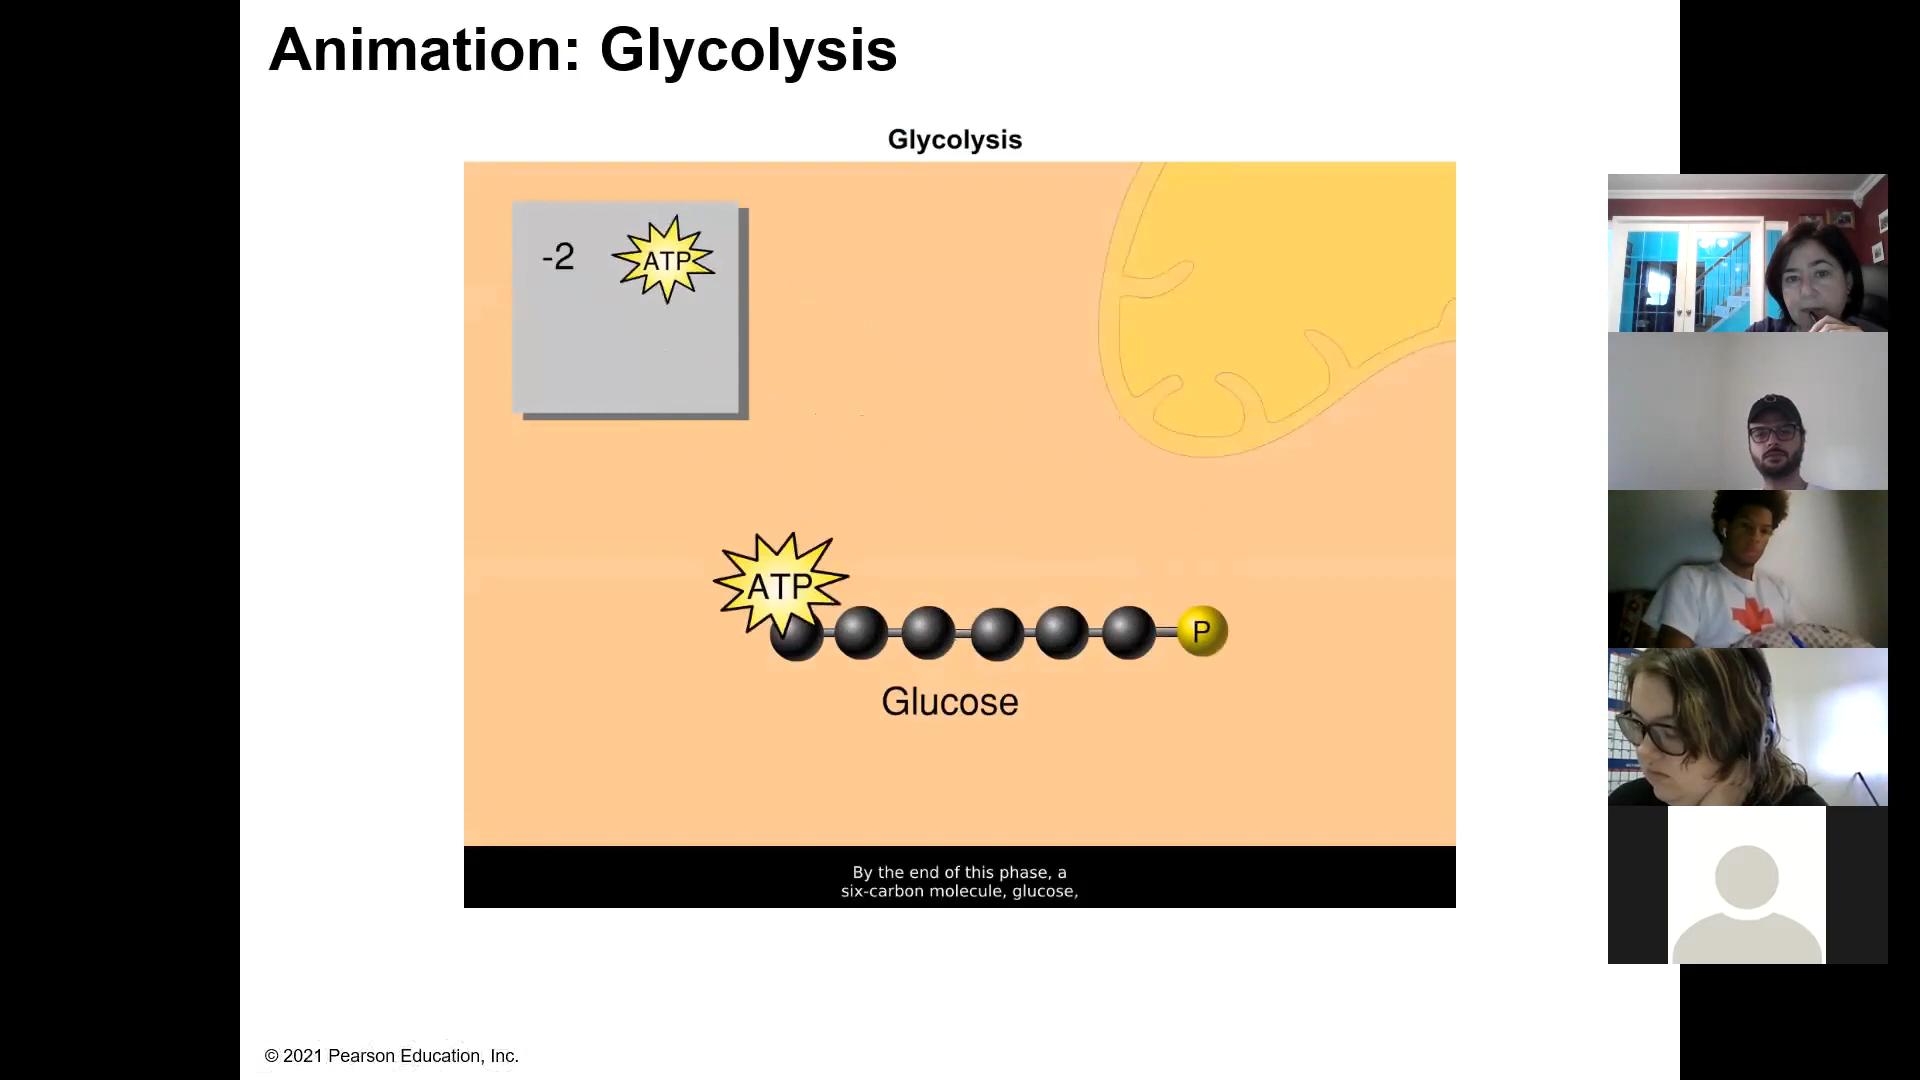 Animation: Glycolysis
Glycolysis
-2 ATP
ATP
P
Glucose
By the end of this phase, a
six-carbon molecule, glucose,
© 2021 Pearson Education, Inc.